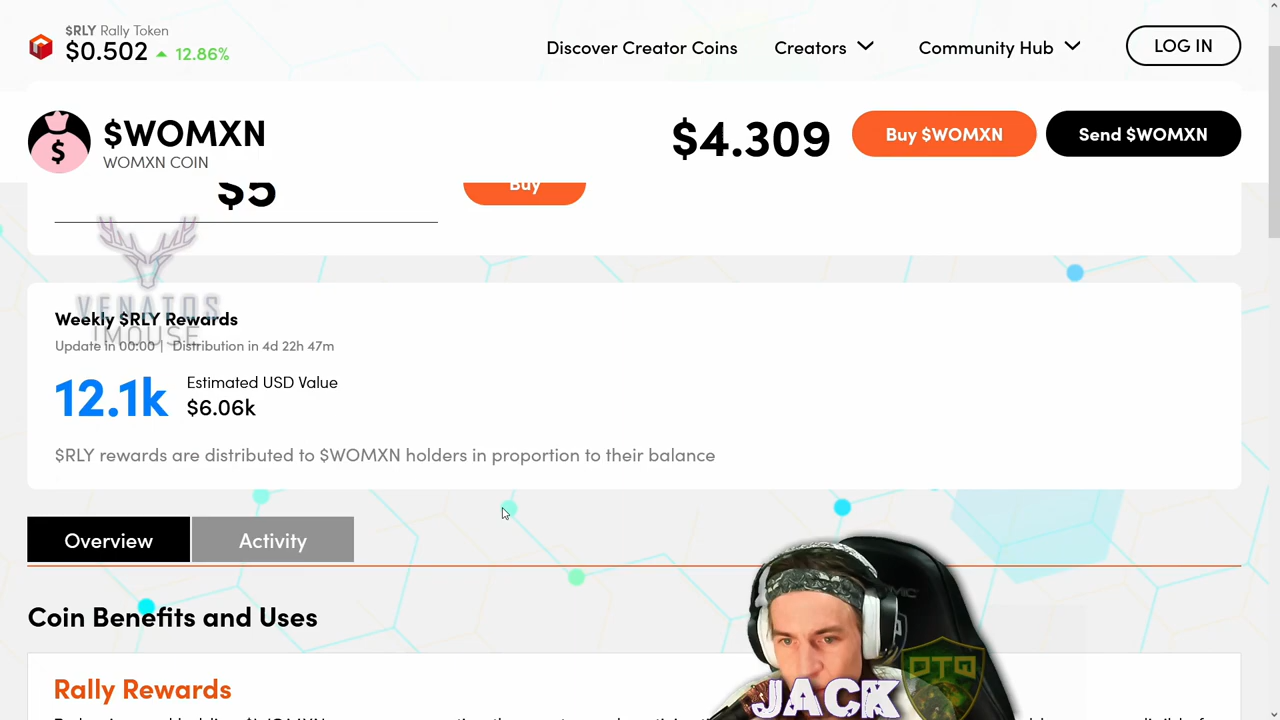 $RLY Rally Token
$0.502 12.86%
Discover Creator Coins
Creators
Community Hub
LOG IN
$WOMXN
WOMXN COIN
$
$4.309
Buy $WOMXN
Send $WOMXN
$5
Buy
VENATOS
IMOUSE
Weekly $RLY Rewards
Update in 00:00 | Distribution in 4d 22h 47m
12.1k
Estimated USD Value
$6.06k
$RLY rewards are distributed to $WOMXN holders in proportion to their balance
Overview
Activity
Coin Benefits and Uses
Rally Rewards
DTQ
JACK